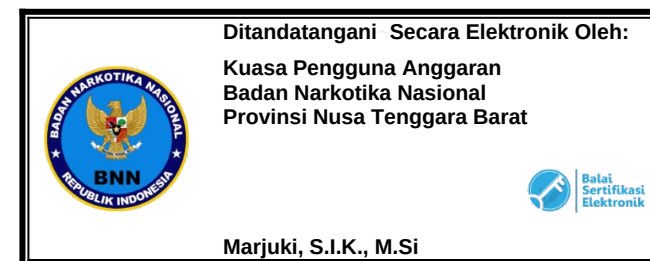 Ditandatangani Secara Elektronik Oleh:
Kuasa Pengguna Anggaran
Badan Narkotika Nasional
Provinsi Nusa Tenggara Barat
BADAN NARKOTIKA NASIONAL
BNN
REPUBLIK INDONESIA
Balai
Sertifikasi
Elektronik
Marjuki, S.I.K., M.Si